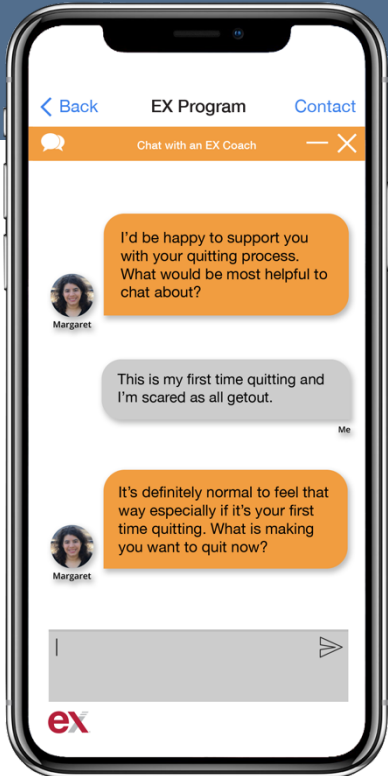 Back EX Program Contact
Chat with an EX Coach
I'd be happy to support you
with your quitting process.
What would be most helpful to
chat about?
Margaret
This is my first time quitting and
I'm scared as all getout.
Me
It's definitely normal to feel that
way especially if it's your first
time quitting. What is making
you want to quit now?
Margaret
ex